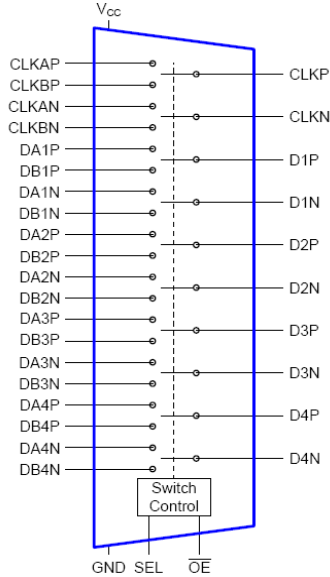 VCC
CLKAP
CLKBP
CLKAN
CLKBN
DA1P
DB1P
DA1N
DB1N
DA2P
DB2P
DA2N
DB2N
DA3P
DB3P
DA3N
DB3N
DA4P
DB4P
DA4N
DB4N
CLKP
CLKN
D1P
D1N
D2P
D2N
D3P
D3N
D4P
D4N
Switch
Control
GND SEL OE